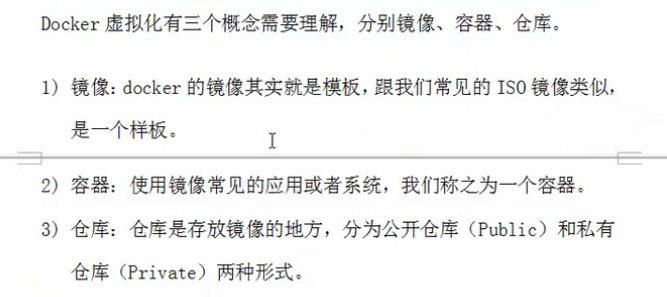 Docker 虚拟化有三个概念需要理解，分别镜像、容器、仓库。
1) 镜像：docker 的镜像其实就是模板，跟我们常见的 ISO 镜像类似，
是一个样板。
2) 容器：使用镜像常见的应用或者系统，我们称之为一个容器。
3) 仓库：仓库是存放镜像的地方，分为公开仓库（Public）和私有
仓库（Private）两种形式。